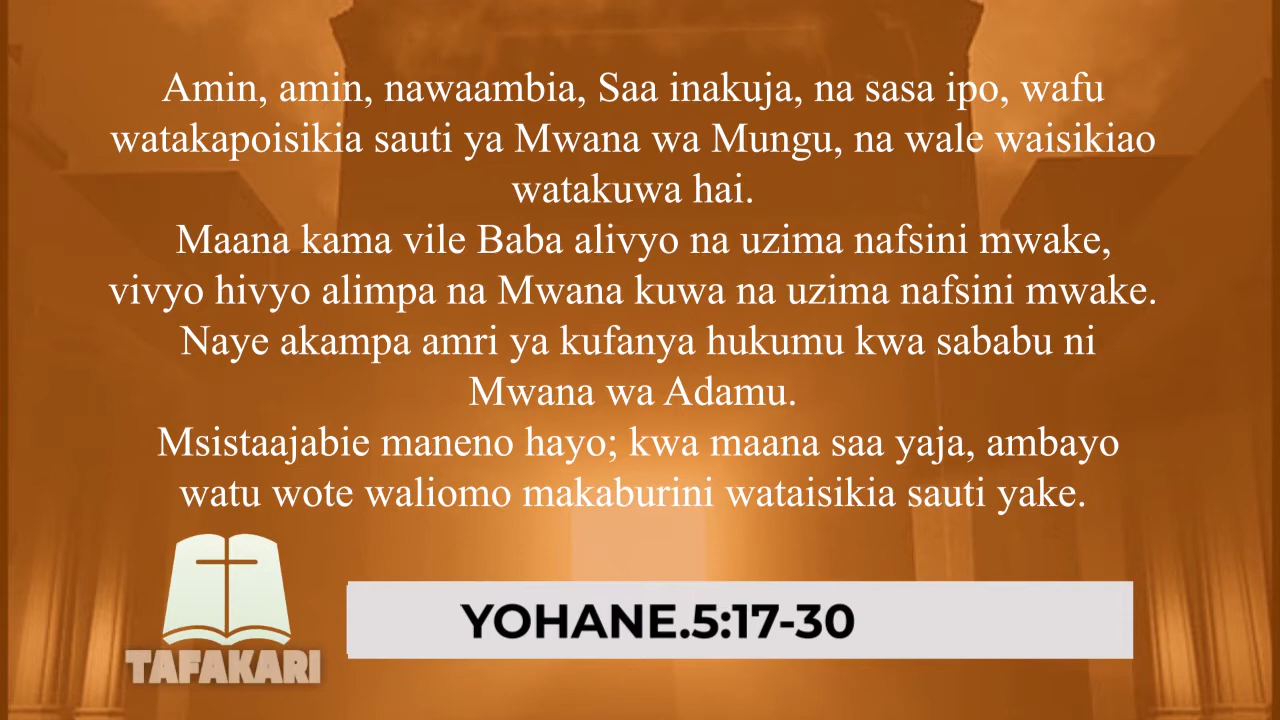 Amin, amin, nawaambia, Saa inakuja, na sasa ipo, wafu
watakapoisikia sauti ya Mwana wa Mungu, na wale waisikiao
watakuwa hai.
Maana kama vile Baba alivyo na uzima nafsini mwake,
vivyo hivyo alimpa na Mwana kuwa na uzima nafsini mwake.
Naye akampa amri ya kufanya hukumu kwa sababu ni
Mwana wa Adamu.
Msistaajabie maneno hayo; kwa maana saa yaja, ambayo
watu wote waliomo makaburini wataisikia sauti yake.
YOHANE.5:17-30
TAFAKARI